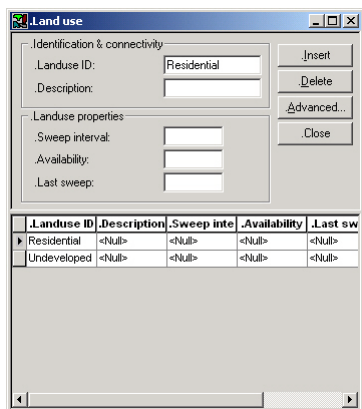 .Land use
.Identification & connectivity
.Landuse ID: Residential
.Description:
.Landuse properties
.Sweep interval:
.Availability:
.Last sweep:
.Insert
.Delete
.Advanced...
.Close
.Landuse ID .Description .Sweep inte .Availability .Last sw
Residential <Null> <Null> <Null> <Null>
Undeveloped <Null> <Null> <Null> <Null>